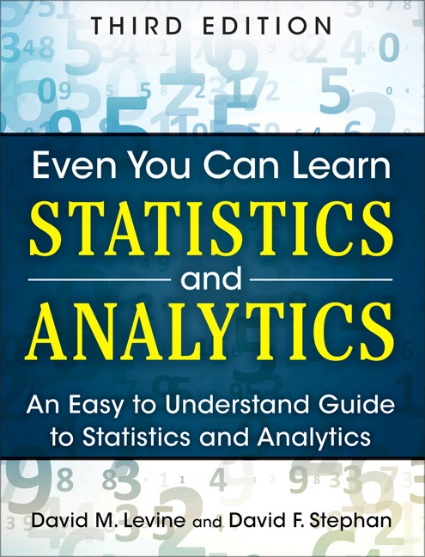 THIRD EDITION
Even You Can Learn
STATISTICS
and
ANALYTICS
An Easy to Understand Guide
to Statistics and Analytics
David M. Levine and David F. Stephan